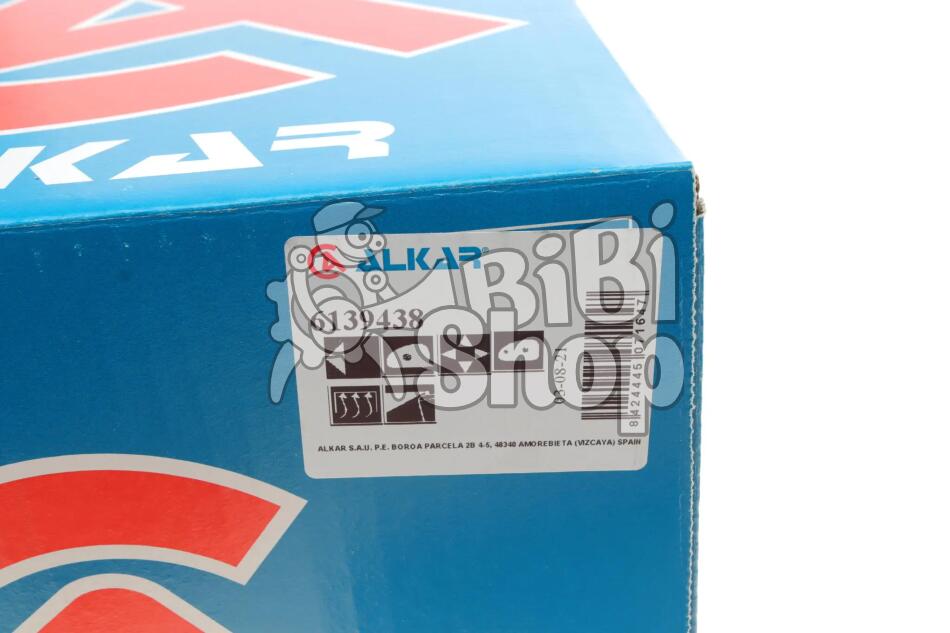 ALKAR
ALKAR®
BiBi
Shop
6139438
03-08-21
8424445071647
ALKAR S.A.U. P.E. BOROA PARCELA 2B 4-5, 48340 AMOREBIETA (VIZCAYA) SPAIN